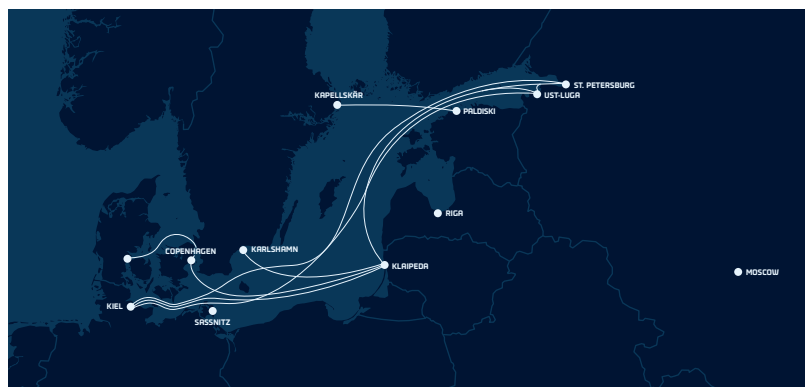 ST. PETERSBURG
KAPELLSKÄR
UST-LUGA
PALDISKI
RIGA
COPENHAGEN
KARLSHAMN
KLAIPEDA
MOSCOW
KIEL
SASSNITZ